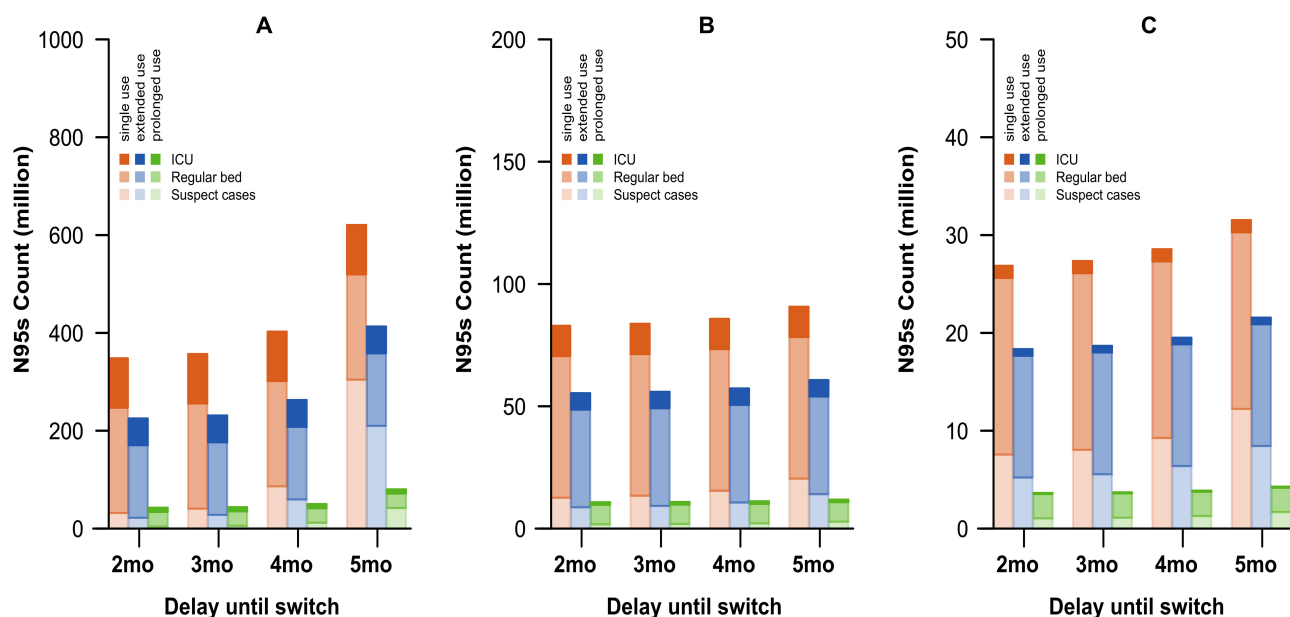 A
N95s Count (million)
1000
800
600
400
200
0
single use
extended use
prolonged use
ICU
Regular bed
Suspect cases
2mo 3mo 4mo 5mo
Delay until switch
B
N95s Count (million)
200
150
100
50
0
single use
extended use
prolonged use
ICU
Regular bed
Suspect cases
2mo 3mo 4mo 5mo
Delay until switch
C
N95s Count (million)
50
40
30
20
10
0
single use
extended use
prolonged use
ICU
Regular bed
Suspect cases
2mo 3mo 4mo 5mo
Delay until switch